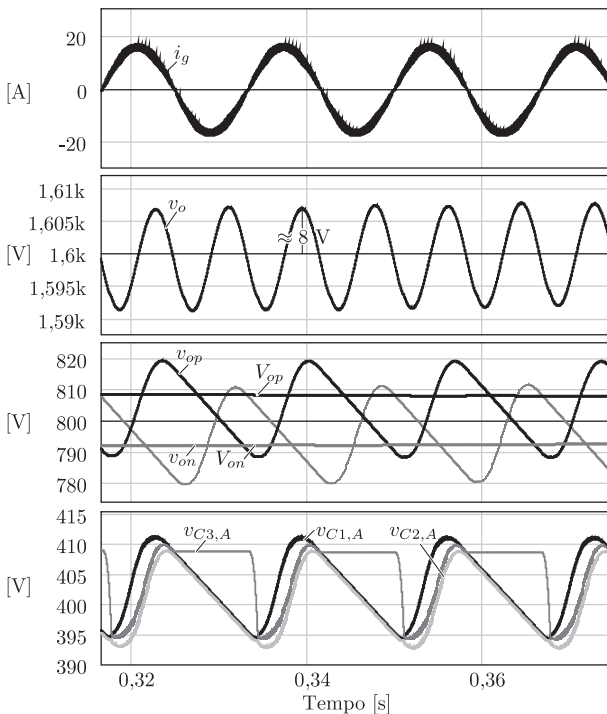 20
i_g
[A]
0
-20
1,61k
v_o
1,605k
[V]
1,6k
≈ 8 V
1,595k
1,59k
820
v_op
V_op
810
[V]
800
790
v_on
V_on
780
415
v_C3,A
v_C1,A
v_C2,A
410
405
[V]
400
395
390
0,32
0,34
0,36
Tempo [s]